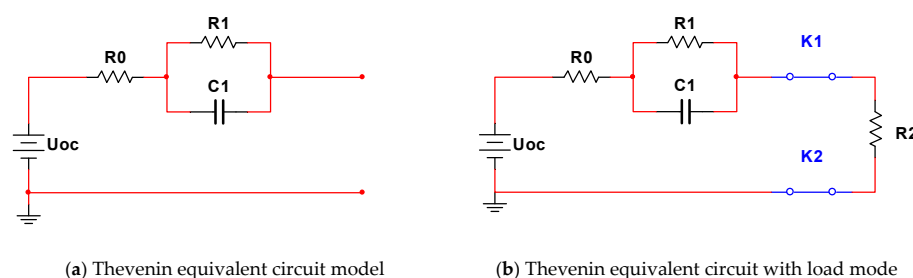 R1
R0
C1
Uoc
(a) Thevenin equivalent circuit model
R1
K1
R0
C1
R2
Uoc
K2
(b) Thevenin equivalent circuit with load mode